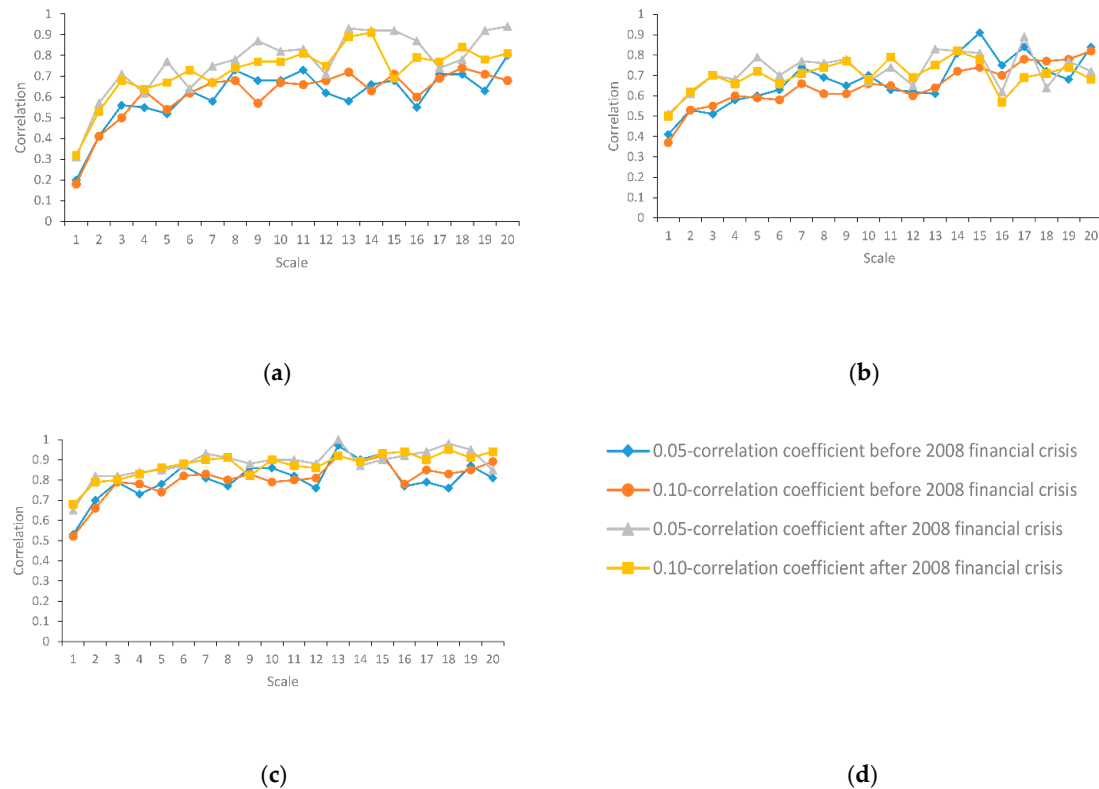 Correlation
1
0.9
0.8
0.7
0.6
0.5
0.4
0.3
0.2
0.1
0
1 2 3 4 5 6 7 8 9 10 11 12 13 14 15 16 17 18 19 20
Scale
(a)
Correlation
1
0.9
0.8
0.7
0.6
0.5
0.4
0.3
0.2
0.1
0
1 2 3 4 5 6 7 8 9 10 11 12 13 14 15 16 17 18 19 20
Scale
(b)
Correlation
1
0.9
0.8
0.7
0.6
0.5
0.4
0.3
0.2
0.1
0
1 2 3 4 5 6 7 8 9 10 11 12 13 14 15 16 17 18 19 20
Scale
(c)
0.05-correlation coefficient before 2008 financial crisis
0.10-correlation coefficient before 2008 financial crisis
0.05-correlation coefficient after 2008 financial crisis
0.10-correlation coefficient after 2008 financial crisis
(d)